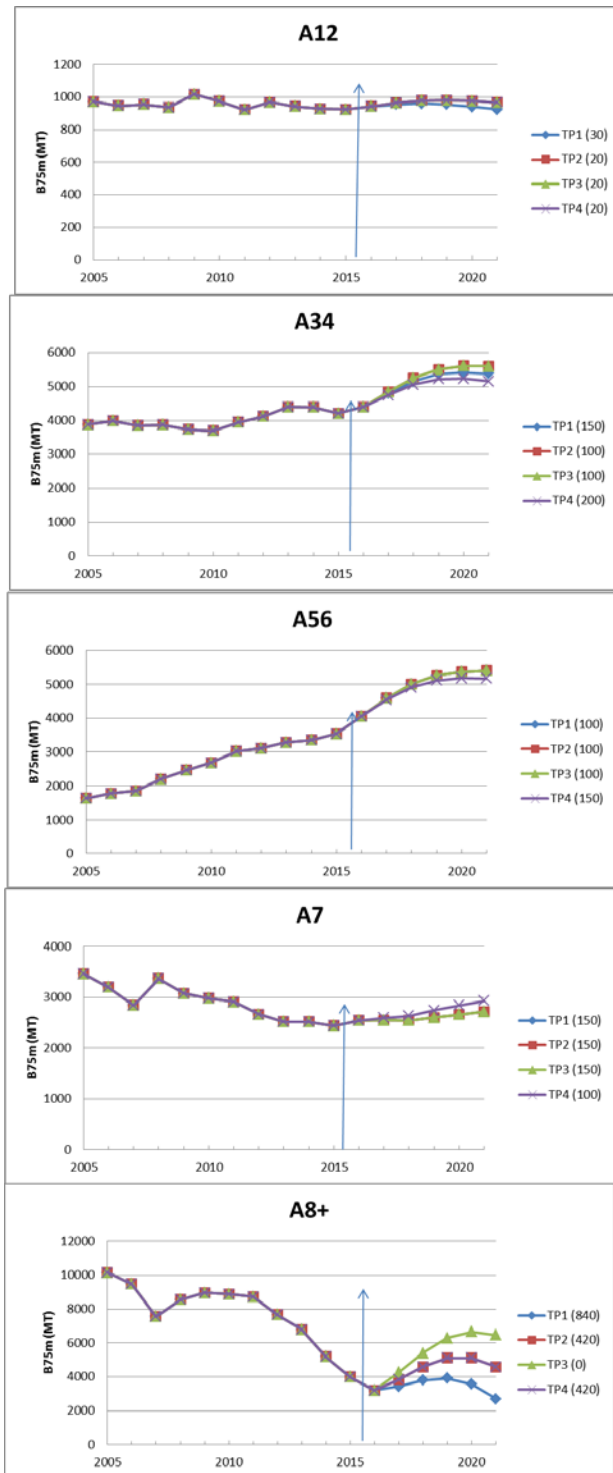 A12
1200
1000
800
600
400
200
0
B75m (MT)
2005 2010 2015 2020
TP1 (30)
TP2 (20)
TP3 (20)
TP4 (20)
A34
6000
5000
4000
3000
2000
1000
0
B75m (MT)
2005 2010 2015 2020
TP1 (150)
TP2 (100)
TP3 (100)
TP4 (200)
A56
6000
5000
4000
3000
2000
1000
0
B75m (MT)
2005 2010 2015 2020
TP1 (100)
TP2 (100)
TP3 (100)
TP4 (150)
A7
4000
3000
2000
1000
0
B75m (MT)
2005 2010 2015 2020
TP1 (150)
TP2 (150)
TP3 (150)
TP4 (100)
A8+
12000
10000
8000
6000
4000
2000
0
B75m (MT)
2005 2010 2015 2020
TP1 (840)
TP2 (420)
TP3 (0)
TP4 (420)